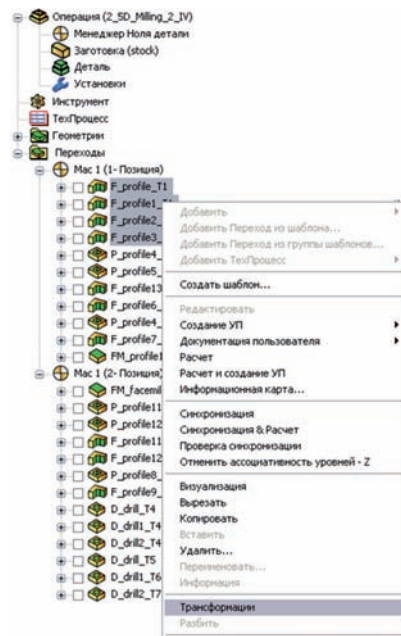 Операция (2_5D_Milling_2_IV)
Менеджер Ноля детали
Заготовка (stock)
Деталь
Установки
Инструмент
ТехПроцесс
Геометрии
Переходы
Мас 1 (1- Позиция)
F_profile_T1
F_profile1_T1
F_profile2_
F_profile3_
P_profile4_
P_profile5_
F_profile13
F_profile6_
P_profile4_
F_profile7_
FM_profile1
Мас 1 (2- Позиция)
FM_facemil
P_profile11
P_profile12
F_profile11
F_profile12
P_profile8_
F_profile9_
D_drill_T4
D_drill1_T4
D_drill2_T4
D_drill_T5
D_drill1_T6
D_drill2_T7
Добавить
Добавить Переход из шаблона...
Добавить Переход из группы шаблонов...
Добавить ТехПроцесс
Создать шаблон...
Редактировать
Создание УП
Документация пользователя
Расчет
Расчет и создание УП
Информационная карта...
Синхронизация
Синхронизация & Расчет
Проверка синхронизации
Отменить ассоциативность уровней - Z
Визуализация
Вырезать
Копировать
Вставить
Удалить...
Переименовать...
Информация
Трансформации
Разбить